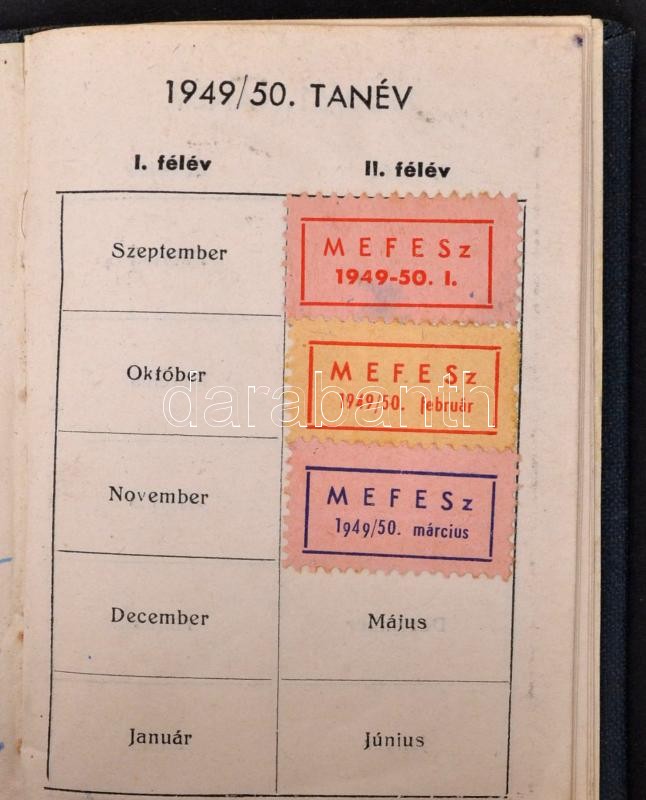 1949/50. TANÉV
I. félév II. félév
Szeptember
MEFESz
1949-50. I.
Október
MEFESz
1949/50. február
darabanth
November
MEFESz
1949/50. március
December Május
Január Június